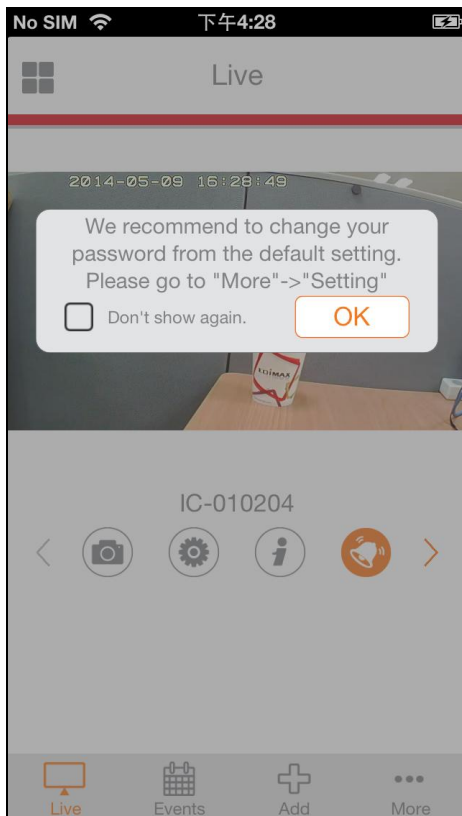 No SIM 下午4:28
Live
2014-05-09 16:28:49
We recommend to change your
password from the default setting.
Please go to "More"->"Setting"
Don't show again.
OK
EDIMAX
IC-010204
Live Events Add More